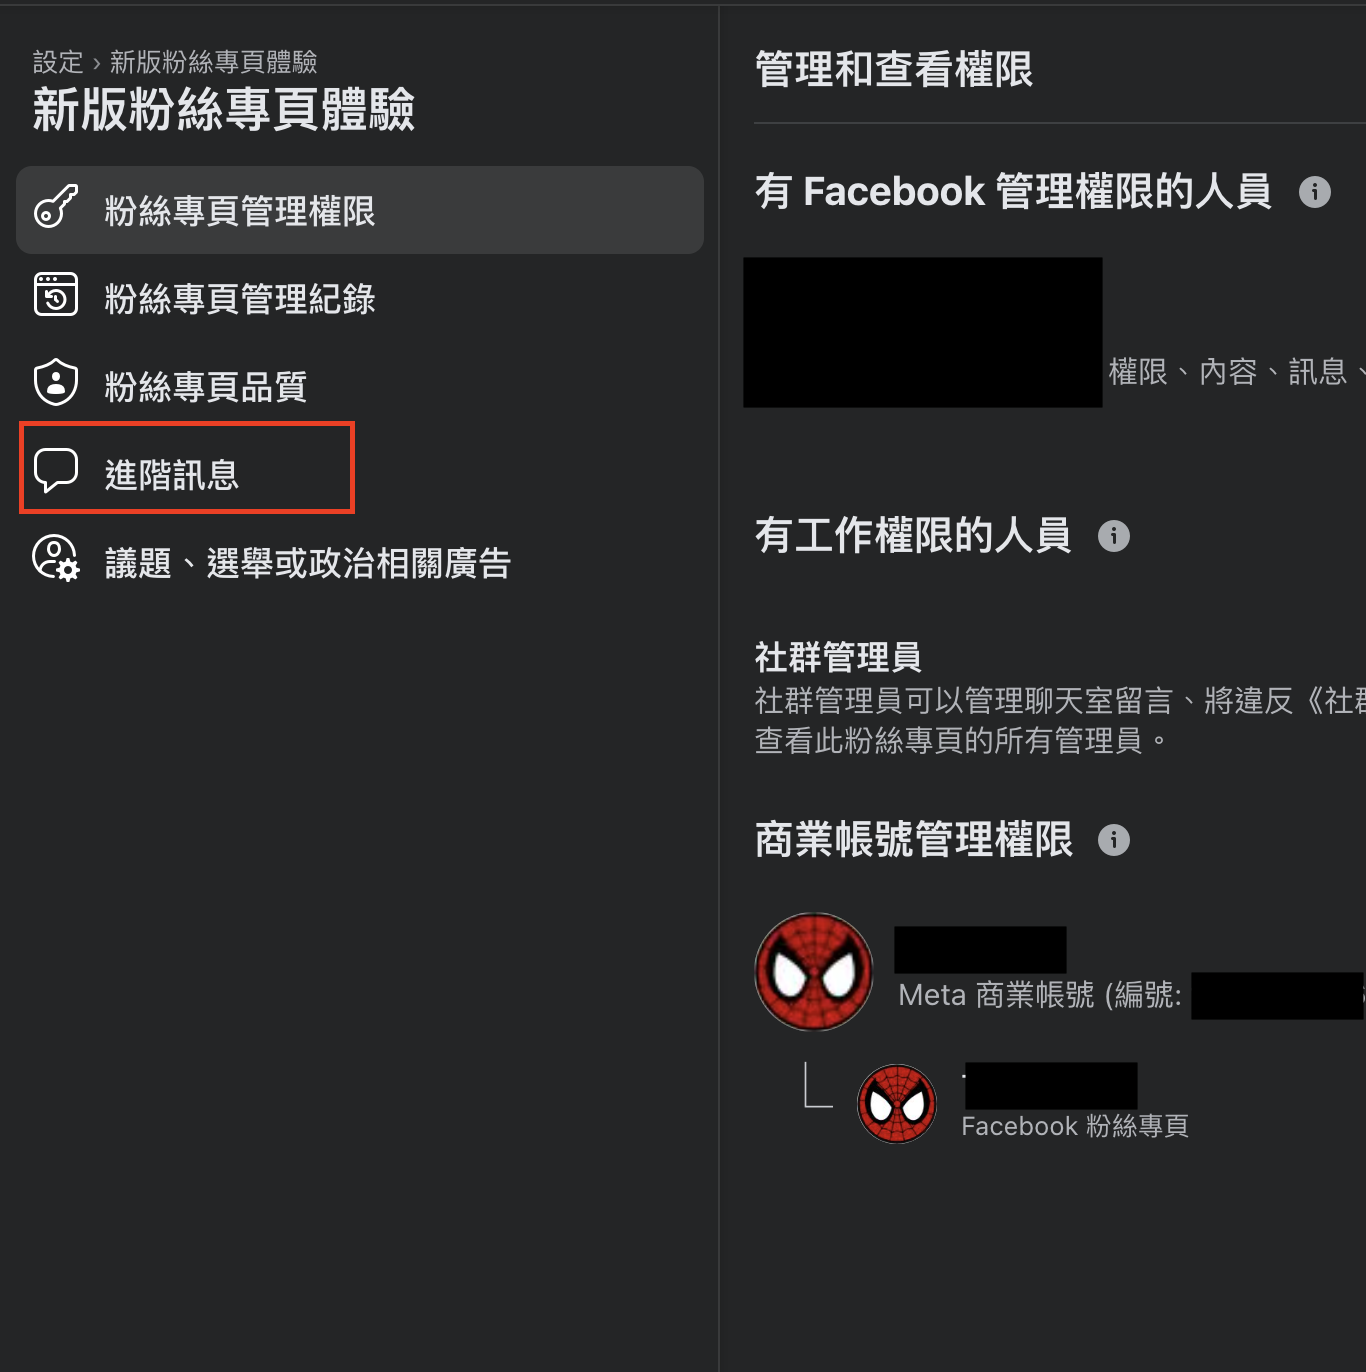 設定 › 新版粉絲專頁體驗
新版粉絲專頁體驗
粉絲專頁管理權限
粉絲專頁管理紀錄
粉絲專頁品質
進階訊息
議題、選舉或政治相關廣告
管理和查看權限
有 Facebook 管理權限的人員
權限、內容、訊息、
有工作權限的人員
社群管理員
社群管理員可以管理聊天室留言、將違反《社群
查看此粉絲專頁的所有管理員。
商業帳號管理權限
Meta 商業帳號 (編號:
Facebook 粉絲專頁